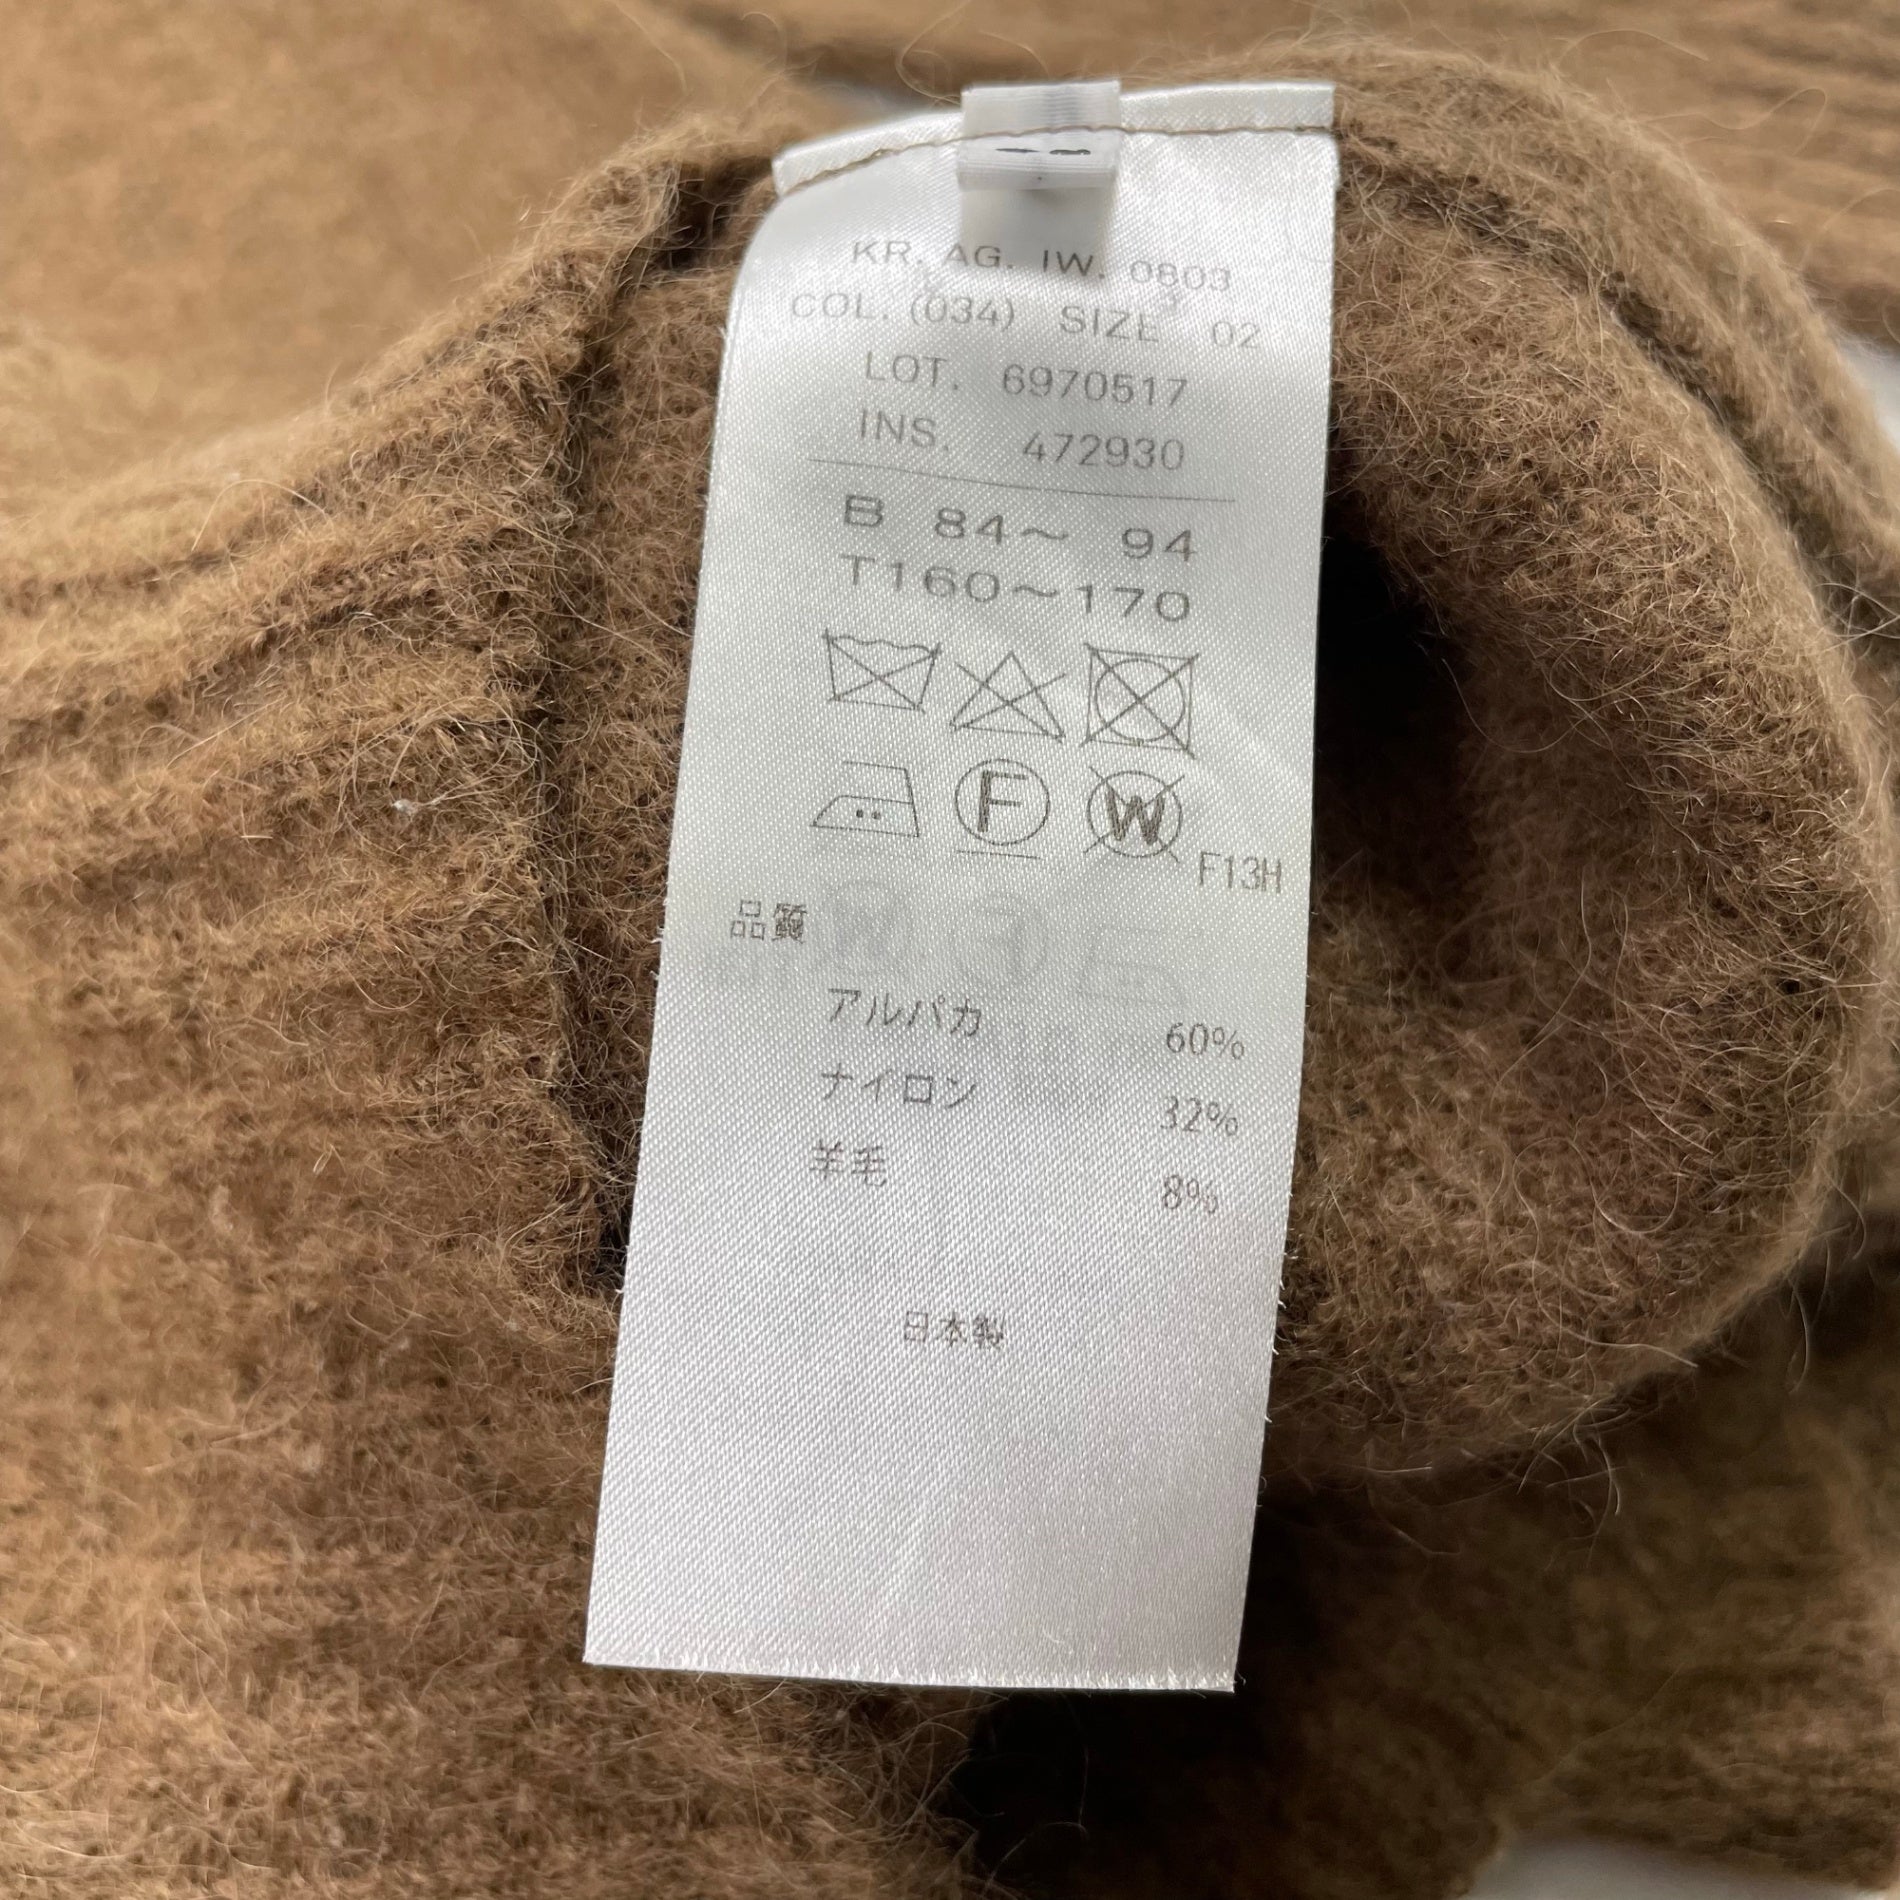 KR. AG. IW. 0803
COL. (034) SIZE 02
LOT. 6970517
INS. 472930
B 84～ 94
T160～170
F W F13H
品質
アルパカ 60%
ナイロン 32%
羊毛 8%
日本製